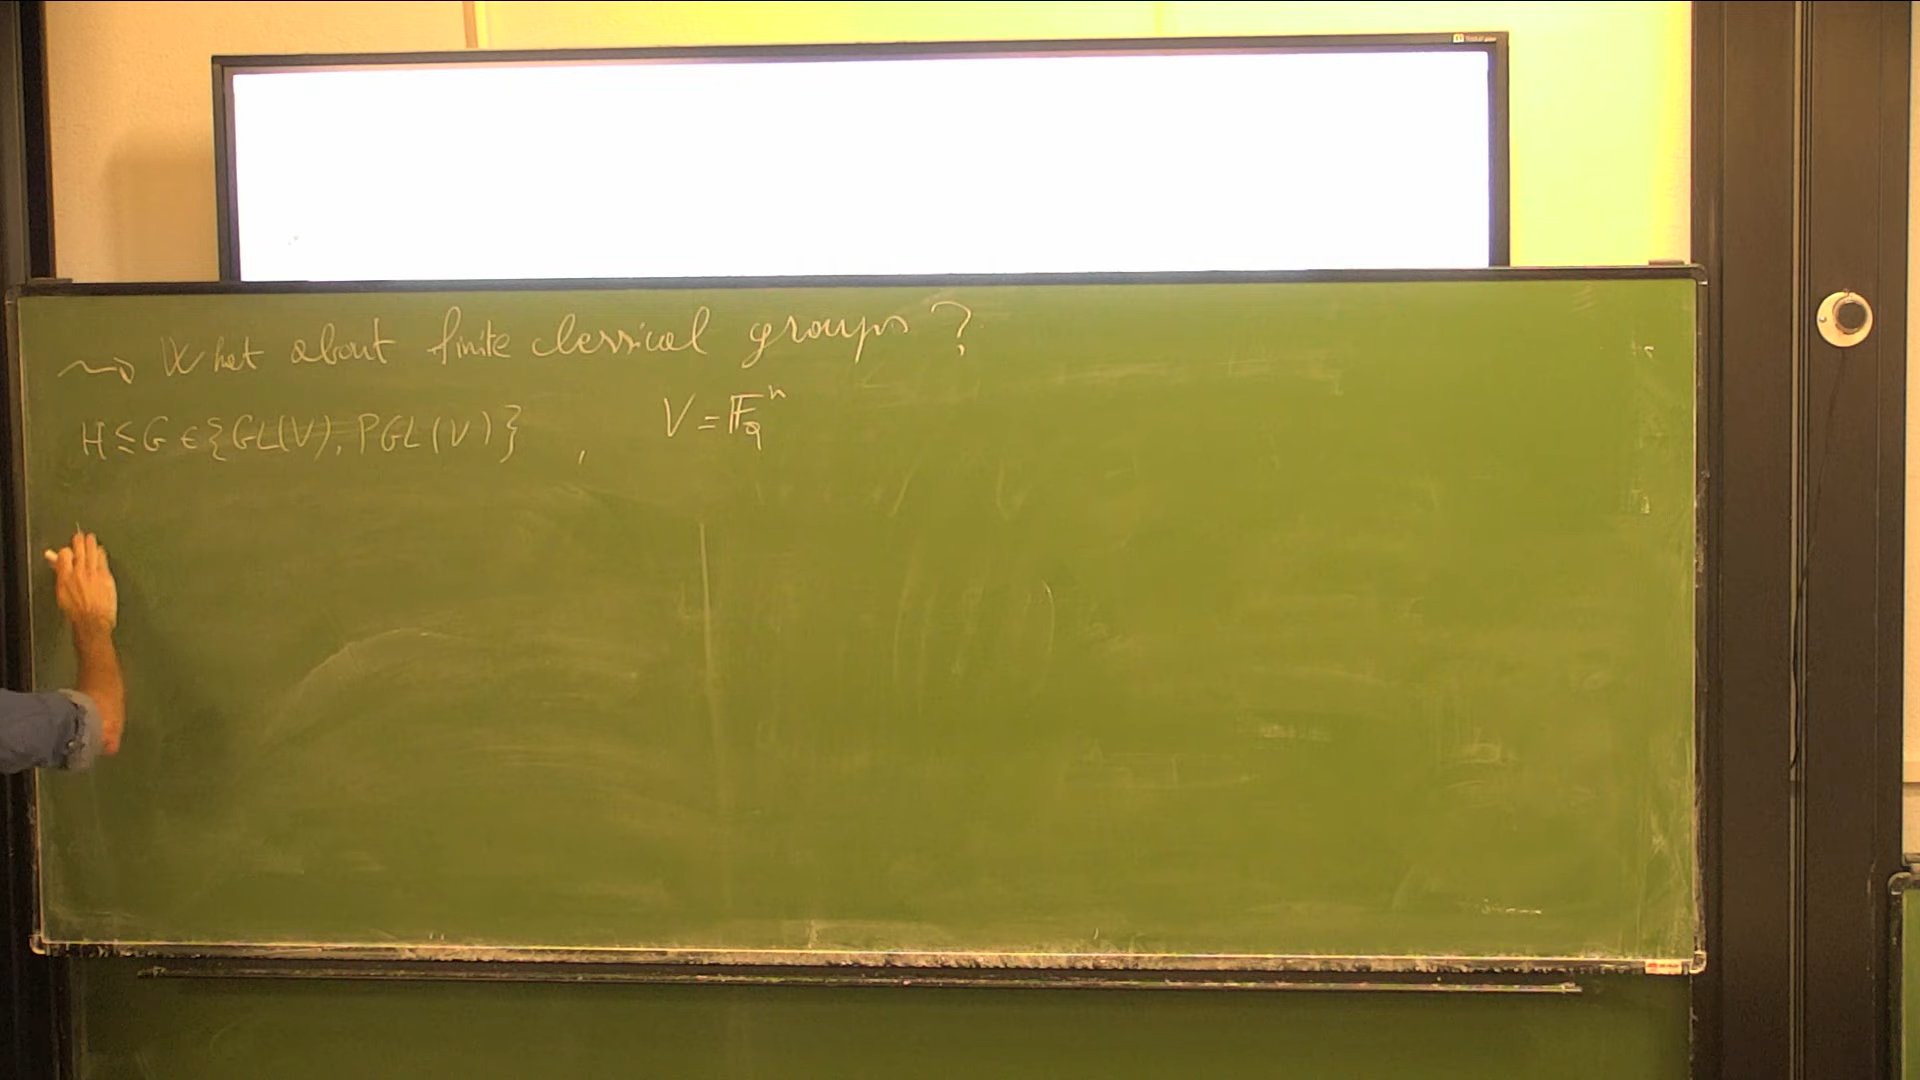 ⇝ What about finite classical groups ?
H ≤ G ∈ {GL(V), PGL(V)} , V = 𝔽_q^n